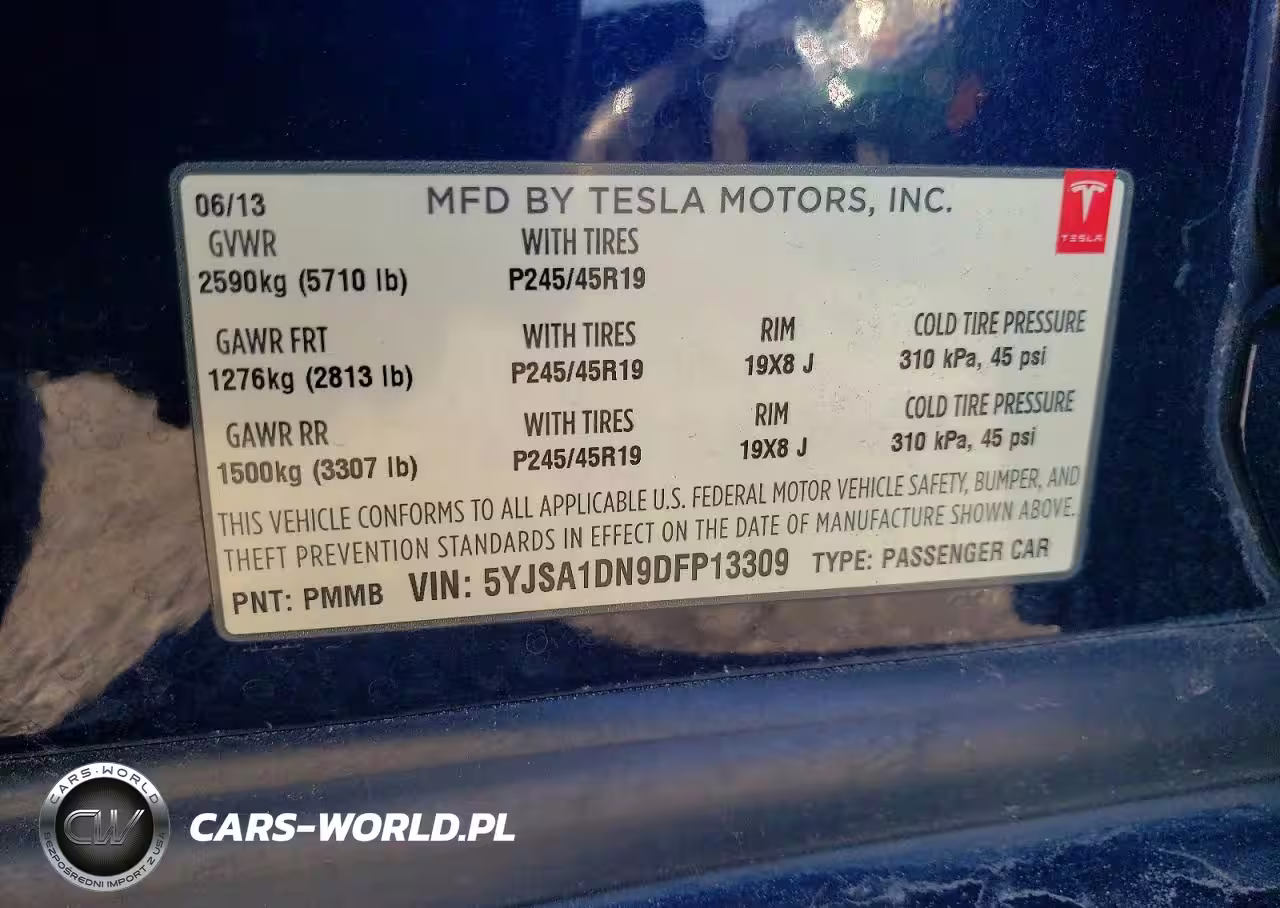 06/13 MFD BY TESLA MOTORS, INC.
TESLA
GVWR WITH TIRES
2590kg (5710 lb) P245/45R19
GAWR FRT WITH TIRES RIM COLD TIRE PRESSURE
1276kg (2813 lb) P245/45R19 19X8 J 310 kPa, 45 psi
GAWR RR WITH TIRES RIM COLD TIRE PRESSURE
1500kg (3307 lb) P245/45R19 19X8 J 310 kPa, 45 psi
THIS VEHICLE CONFORMS TO ALL APPLICABLE U.S. FEDERAL MOTOR VEHICLE SAFETY, BUMPER, AND
THEFT PREVENTION STANDARDS IN EFFECT ON THE DATE OF MANUFACTURE SHOWN ABOVE.
PNT: PMMB VIN: 5YJSA1DN9DFP13309 TYPE: PASSENGER CAR
CARS-WORLD
CW
BEZPOŚREDNI IMPORT Z USA
CARS-WORLD.PL